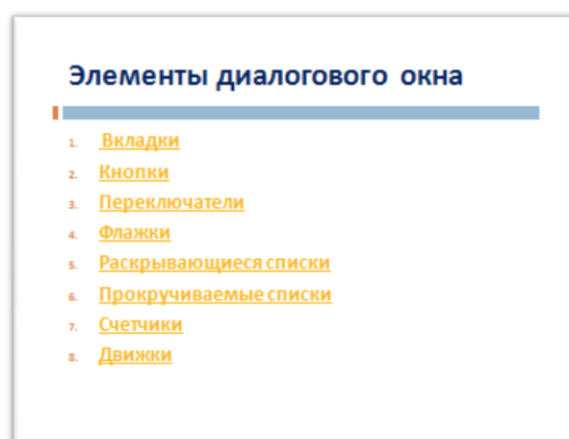 Элементы диалогового окна
1. Вкладки
2. Кнопки
3. Переключатели
4. Флажки
5. Раскрывающиеся списки
6. Прокручиваемые списки
7. Счетчики
8. Движки